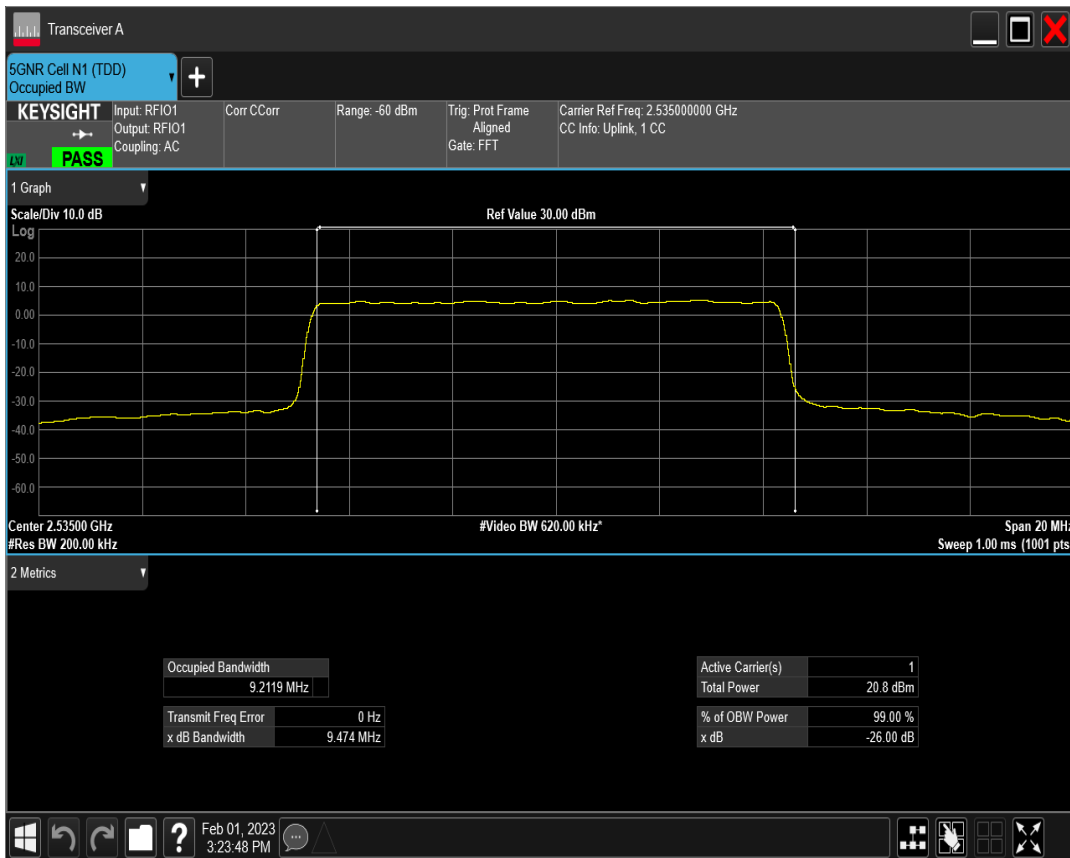 Transceiver A
5GNR Cell N1 (TDD)
Occupied BW
+
KEYSIGHT
LXI
PASS
Input: RFIO1
Output: RFIO1
Coupling: AC
Corr CCorr
Range: -60 dBm
Trig: Prot Frame
Aligned
Gate: FFT
Carrier Ref Freq: 2.535000000 GHz
CC Info: Uplink, 1 CC
1 Graph
Scale/Div 10.0 dB
Ref Value 30.00 dBm
Log
20.0
10.0
0.00
-10.0
-20.0
-30.0
-40.0
-50.0
-60.0
Center 2.53500 GHz
#Video BW 620.00 kHz*
Span 20 MHz
#Res BW 200.00 kHz
Sweep 1.00 ms (1001 pts
2 Metrics
Occupied Bandwidth
9.2119 MHz
Transmit Freq Error 0 Hz
x dB Bandwidth 9.474 MHz
Active Carrier(s) 1
Total Power 20.8 dBm
% of OBW Power 99.00 %
x dB -26.00 dB
?
Feb 01, 2023
3:23:48 PM